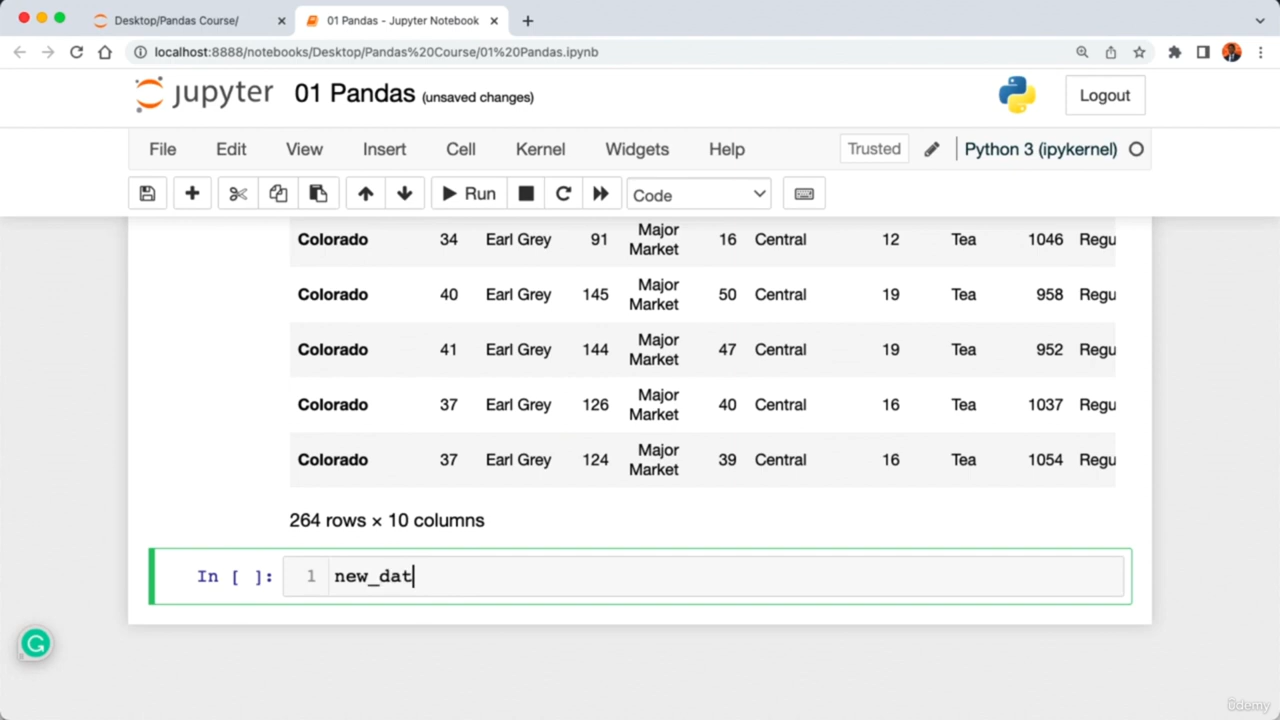 Desktop/Pandas Course/
01 Pandas - Jupyter Notebook
localhost:8888/notebooks/Desktop/Pandas%20Course/01%20Pandas.ipynb
jupyter 01 Pandas (unsaved changes)
Logout
File Edit View Insert Cell Kernel Widgets Help Trusted Python 3 (ipykernel)
Run Code
Colorado 34 Earl Grey 91 Major Market 16 Central 12 Tea 1046 Regu
Colorado 40 Earl Grey 145 Major Market 50 Central 19 Tea 958 Regu
Colorado 41 Earl Grey 144 Major Market 47 Central 19 Tea 952 Regu
Colorado 37 Earl Grey 126 Major Market 40 Central 16 Tea 1037 Regu
Colorado 37 Earl Grey 124 Major Market 39 Central 16 Tea 1054 Regu
264 rows × 10 columns
In [ ]: 1 new_dat
Udemy